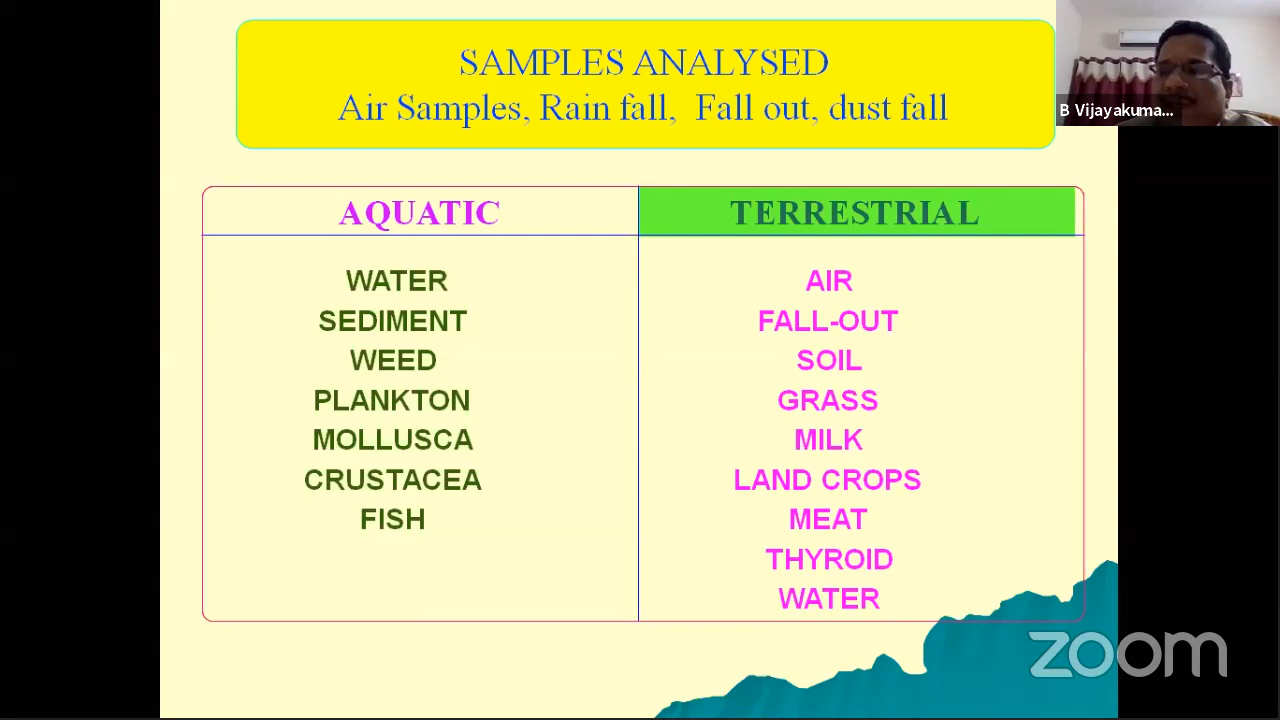 SAMPLES ANALYSED
Air Samples, Rain fall, Fall out, dust fall
B Vijayakuma...
AQUATIC
TERRESTRIAL
WATER
SEDIMENT
WEED
PLANKTON
MOLLUSCA
CRUSTACEA
FISH
AIR
FALL-OUT
SOIL
GRASS
MILK
LAND CROPS
MEAT
THYROID
WATER
zoom